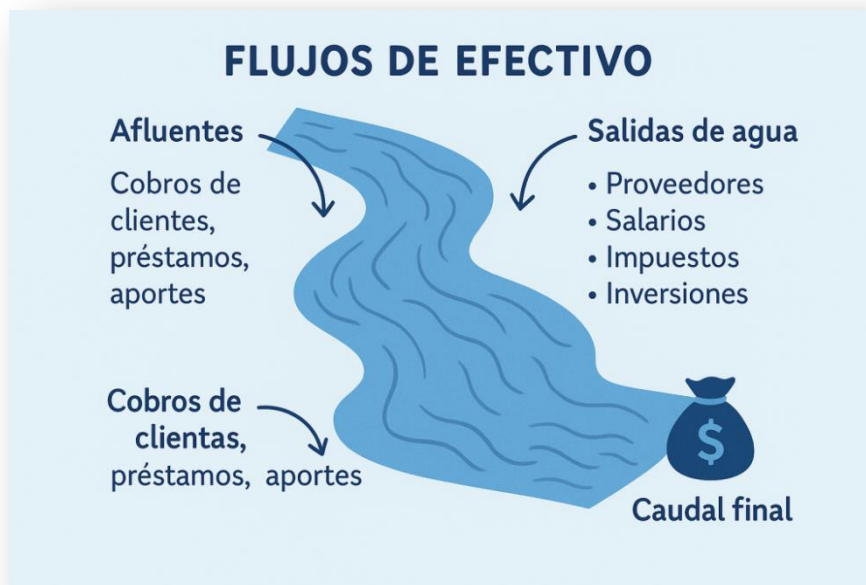 FLUJOS DE EFECTIVO
Afluentes
Cobros de
clientes,
préstamos,
aportes
Salidas de agua
• Proveedores
• Salarios
• Impuestos
• Inversiones
Cobros de
clientas,
préstamos, aportes
$
Caudal final